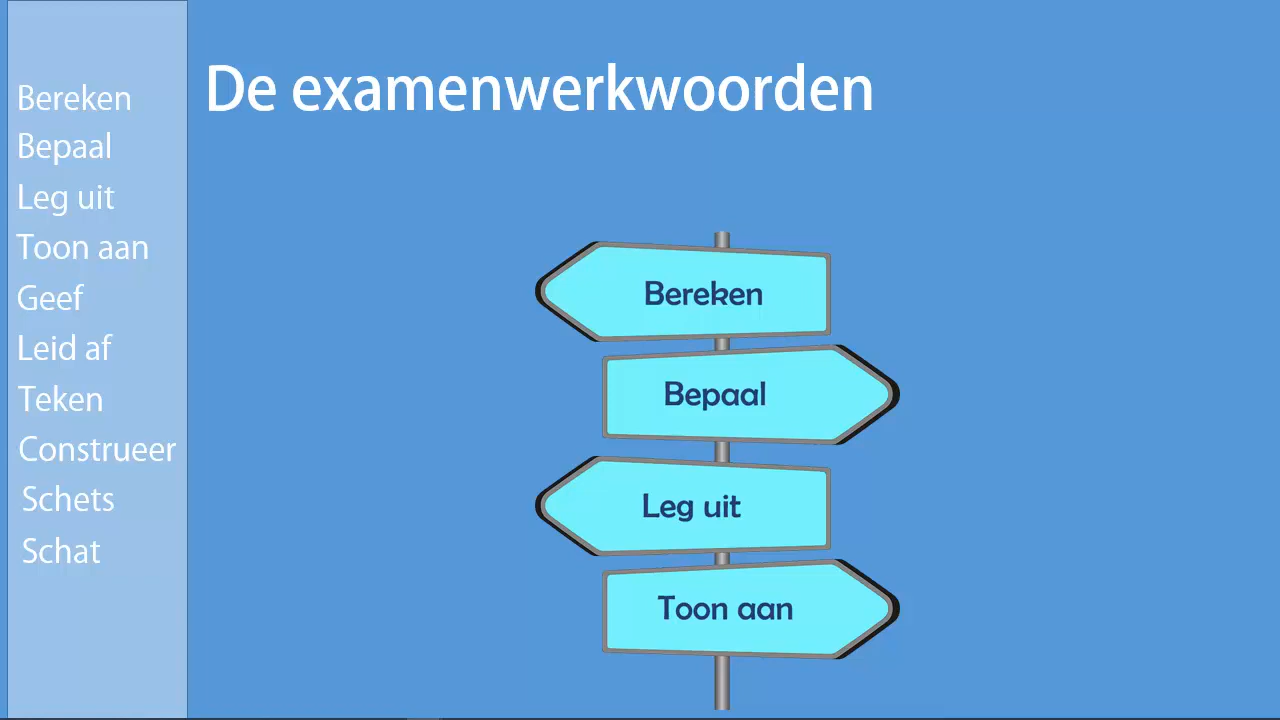 De examenwerkwoorden
Bereken
Bepaal
Leg uit
Toon aan
Geef
Leid af
Teken
Construeer
Schets
Schat
Bereken
Bepaal
Leg uit
Toon aan